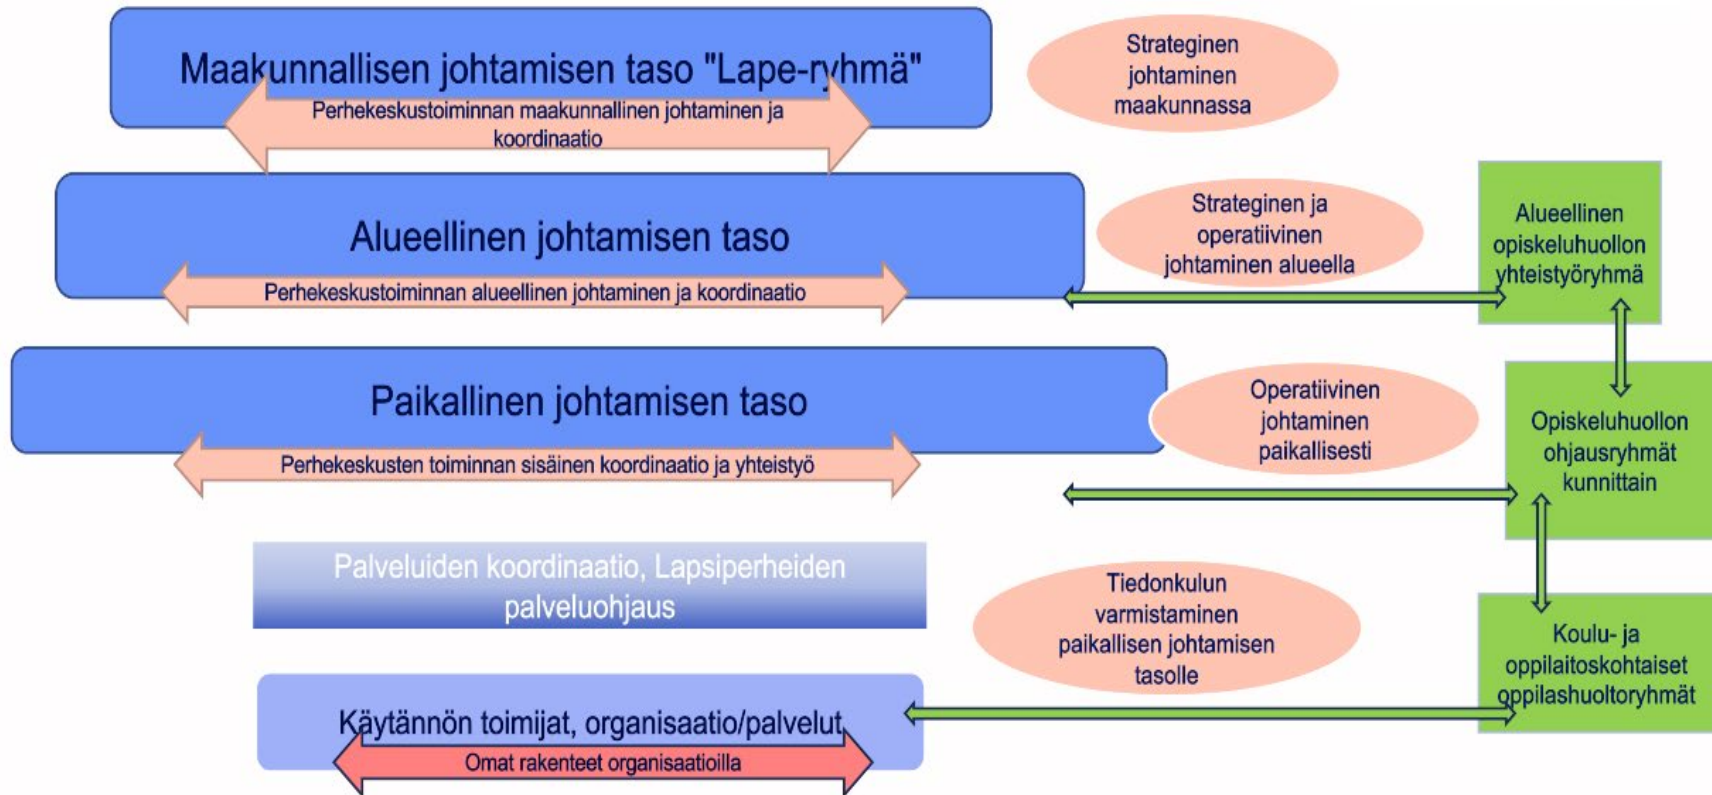 Maakunnallisen johtamisen taso "Lape-ryhmä"
Perhekeskustoiminnan maakunnallinen johtaminen ja
koordinaatio
Strateginen
johtaminen
maakunnassa
Alueellinen johtamisen taso
Perhekeskustoiminnan alueellinen johtaminen ja koordinaatio
Strateginen ja
operatiivinen
johtaminen alueella
Alueellinen
opiskeluhuollon
yhteistyöryhmä
Paikallinen johtamisen taso
Perhekeskusten toiminnan sisäinen koordinaatio ja yhteistyö
Operatiivinen
johtaminen
paikallisesti
Opiskeluhuollon
ohjausryhmät
kunnittain
Palveluiden koordinaatio, Lapsiperheiden
palveluohjaus
Tiedonkulun
varmistaminen
paikallisen johtamisen
tasolle
Koulu- ja
oppilaitoskohtaiset
oppilashuoltoryhmät
Käytännön toimijat, organisaatio/palvelut
Omat rakenteet organisaatioilla